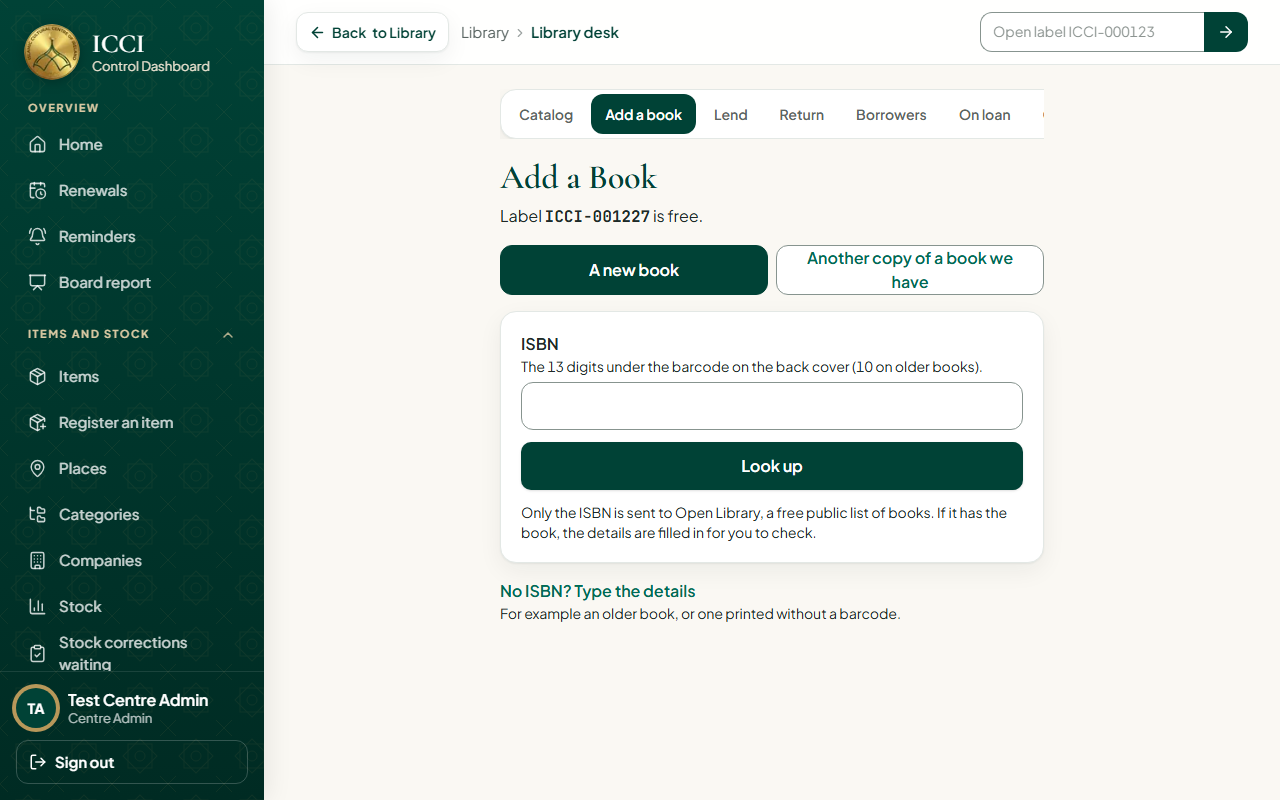 ICCI
Control Dashboard
OVERVIEW
Home
Renewals
Reminders
Board report
ITEMS AND STOCK
Items
Register an item
Places
Categories
Companies
Stock
Stock corrections
waiting
TA
Test Centre Admin
Centre Admin
Sign out
Back to Library
Library
Library desk
Open label ICCI-000123
Catalog
Add a book
Lend
Return
Borrowers
On loan
Add a Book
Label ICCI-001227 is free.
A new book
Another copy of a book we
have
ISBN
The 13 digits under the barcode on the back cover (10 on older books).
Look up
Only the ISBN is sent to Open Library, a free public list of books. If it has the
book, the details are filled in for you to check.
No ISBN? Type the details
For example an older book, or one printed without a barcode.